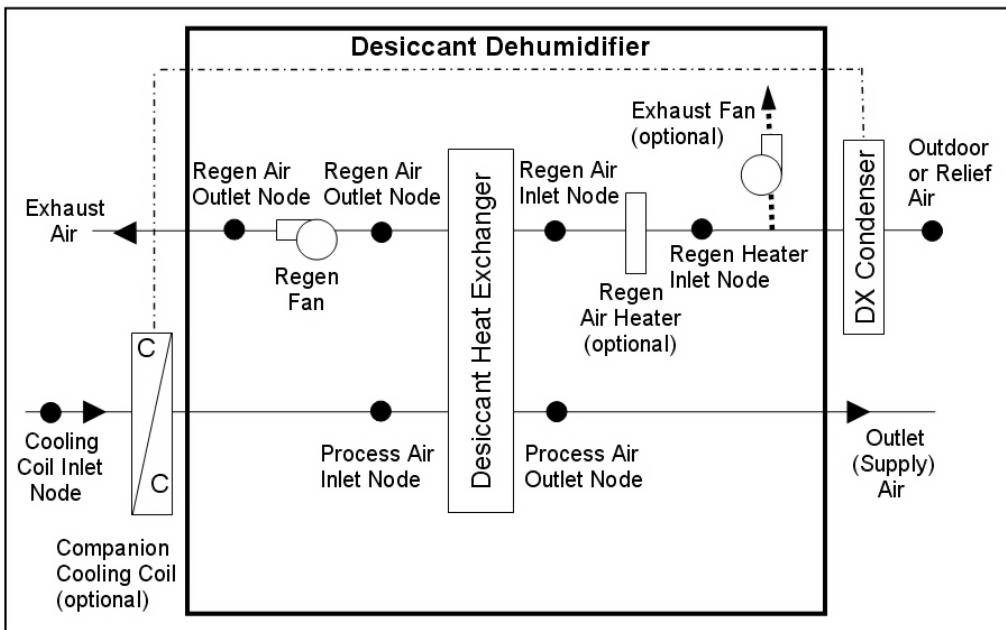 Desiccant Dehumidifier
Exhaust Fan
(optional)
Regen Air
Outlet Node
Regen Air
Outlet Node
Regen Air
Inlet Node
Outdoor
or Relief
Air
Exhaust
Air
Regen
Fan
Desiccant Heat Exchanger
Regen
Air Heater
(optional)
Regen Heater
Inlet Node
DX Condenser
C
C
Cooling
Coil Inlet
Node
Process Air
Inlet Node
Process Air
Outlet Node
Outlet
(Supply)
Air
Companion
Cooling Coil
(optional)